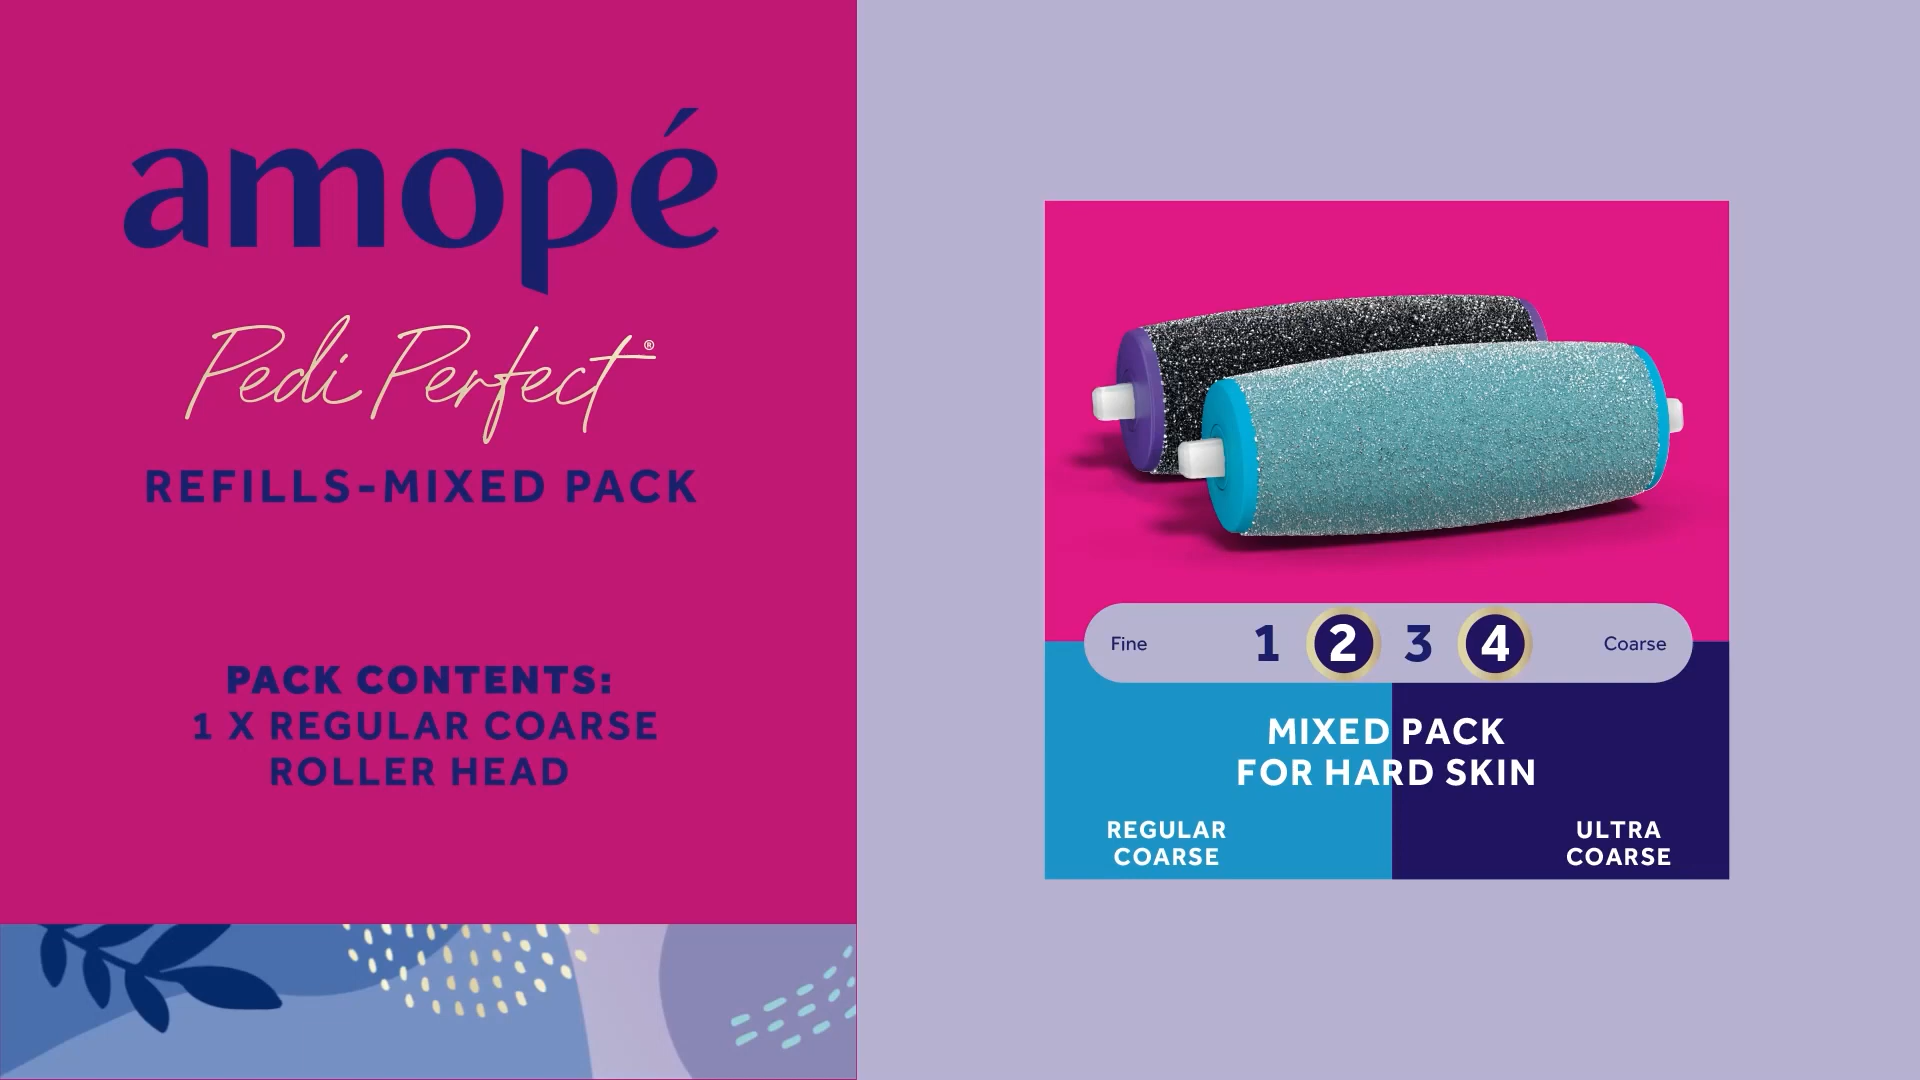 amopé
Pedi Perfect®
REFILLS-MIXED PACK
PACK CONTENTS:
1 X REGULAR COARSE
ROLLER HEAD
Fine 1 2 3 4 Coarse
MIXED PACK
FOR HARD SKIN
REGULAR
COARSE
ULTRA
COARSE